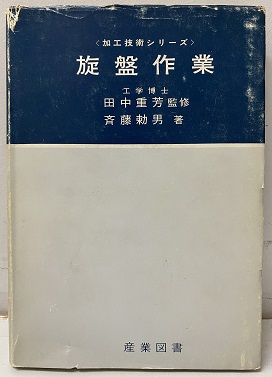 〈加工技術シリーズ〉
旋盤作業
工学博士
田中重芳監修
斉藤勅男著
産業図書